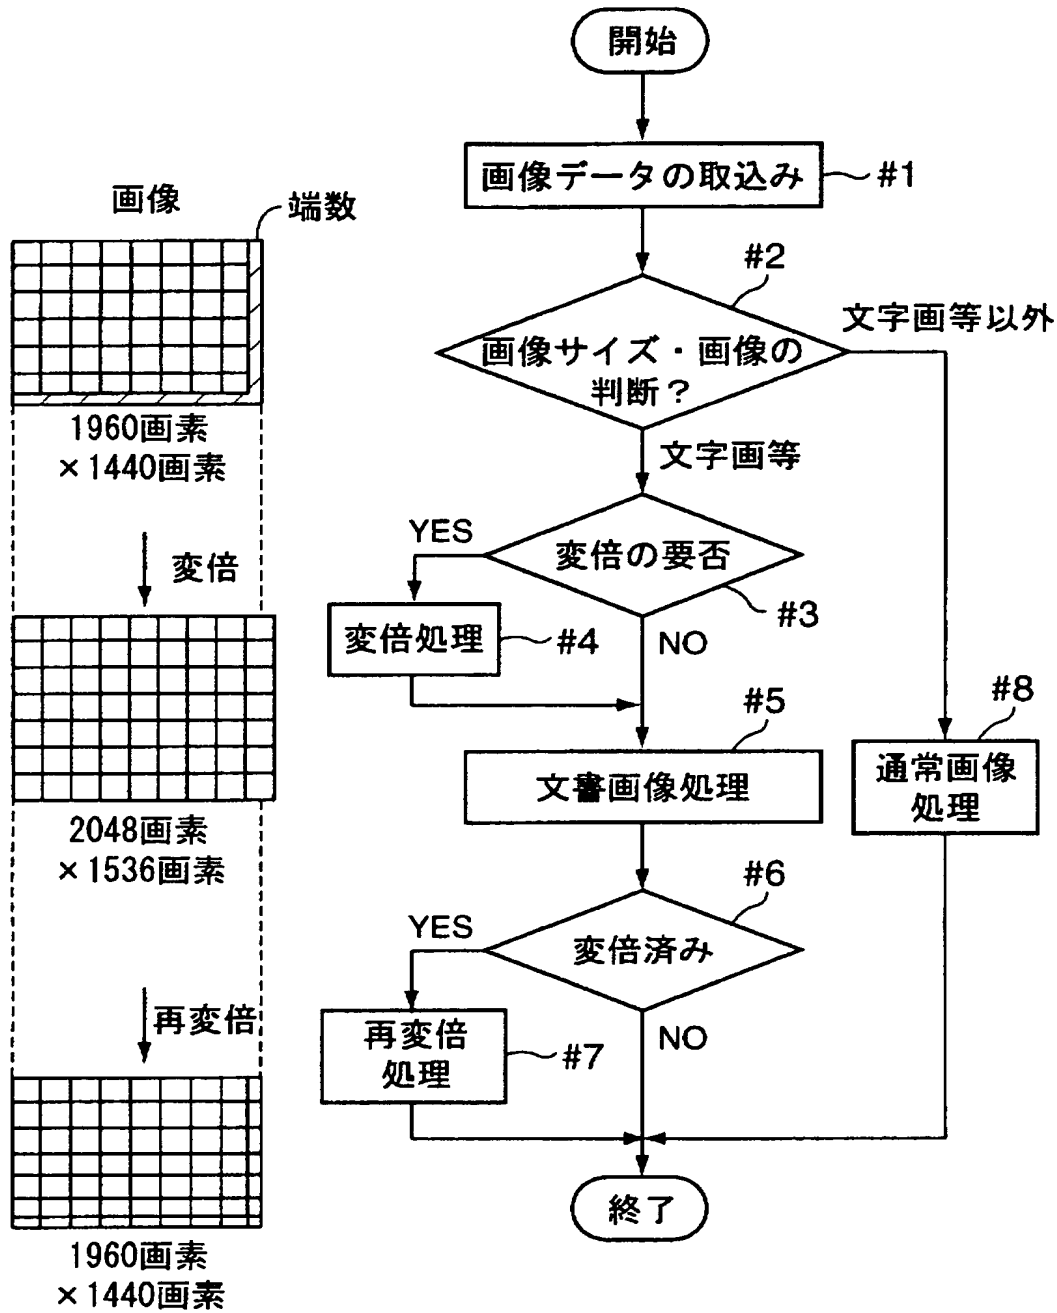 開始
画像データの取込み
#1
画像
端数
#2
文字画等以外
画像サイズ・画像の
判断？
1960画素
×1440画素
文字画等
YES
変倍の要否
変倍
#3
変倍処理
#4
NO
#5
#8
文書画像処理
通常画像
処理
2048画素
×1536画素
#6
YES
変倍済み
再変倍
NO
再変倍
処理
#7
終了
1960画素
×1440画素